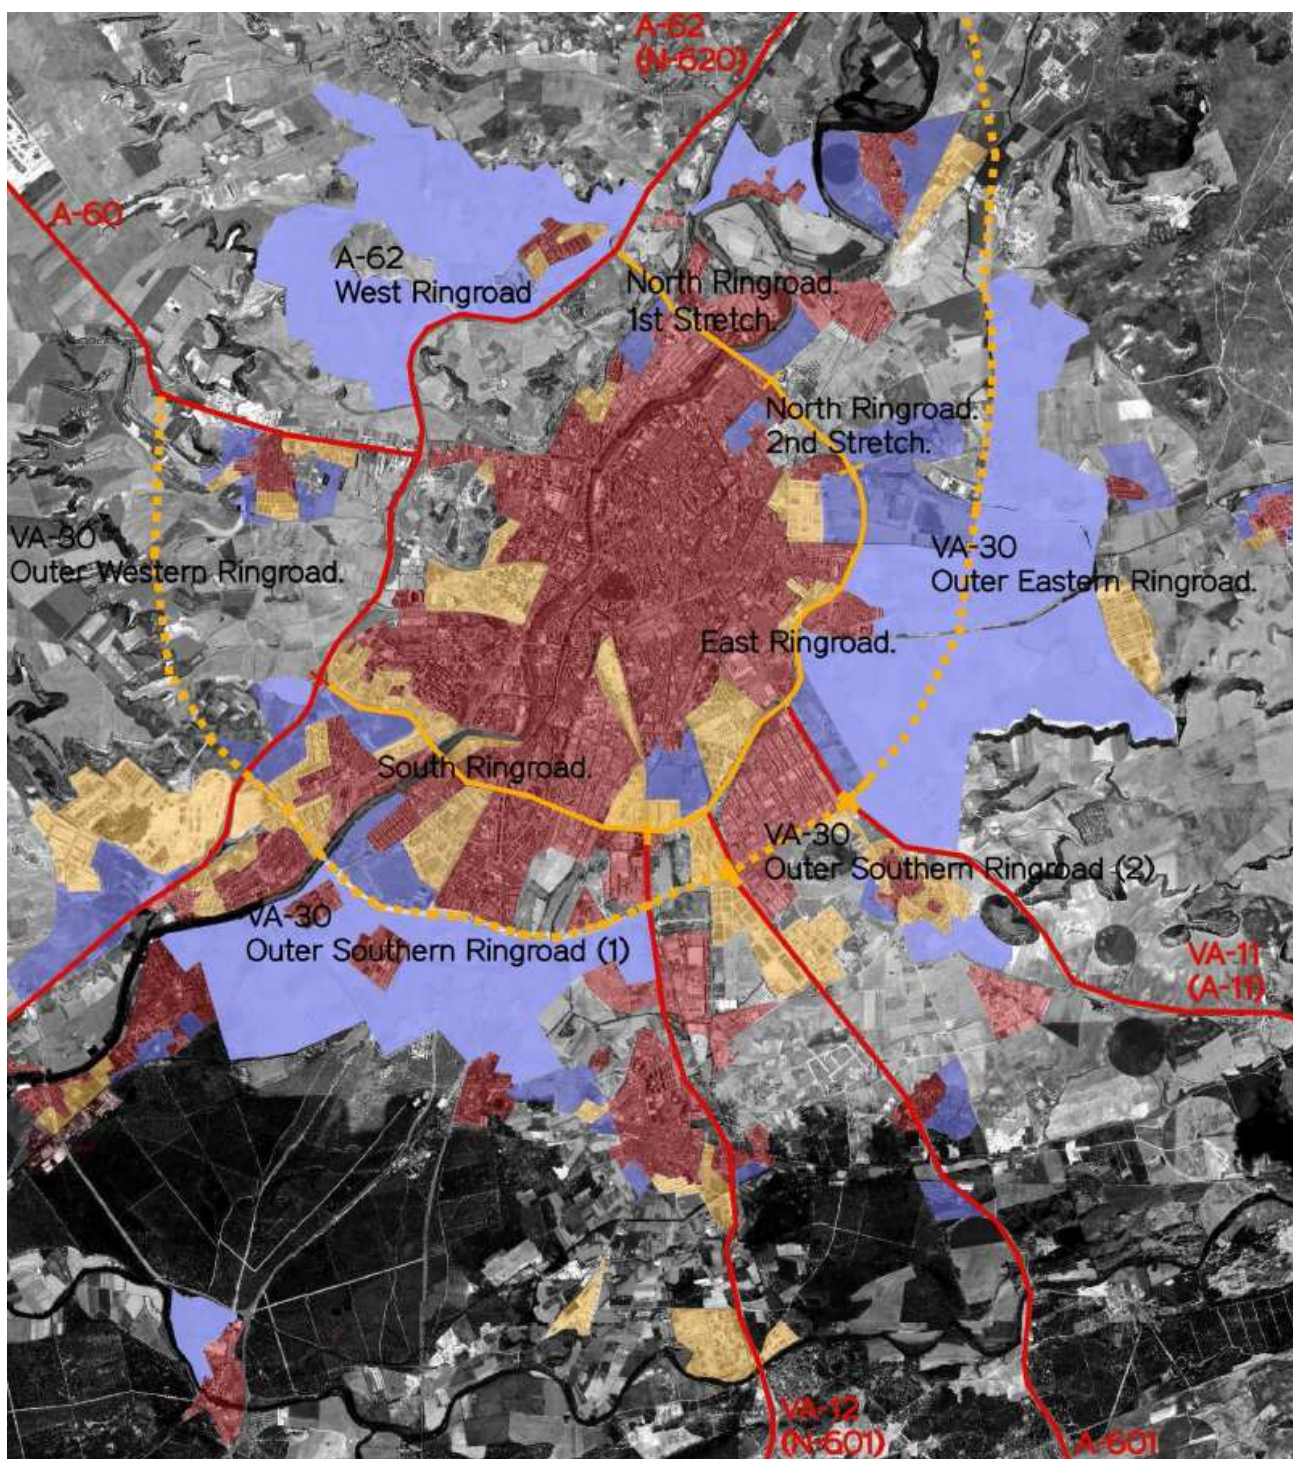 A-62
(N-620)
A-60
A-62
West Ringroad
North Ringroad.
1st Stretch.
North Ringroad.
2nd Stretch.
VA-30
Outer Western Ringroad.
VA-30
Outer Eastern Ringroad.
East Ringroad.
South Ringroad.
VA-30
Outer Southern Ringroad (2)
VA-30
Outer Southern Ringroad (1)
VA-11
(A-11)
VA-12
(N-601)
A-601